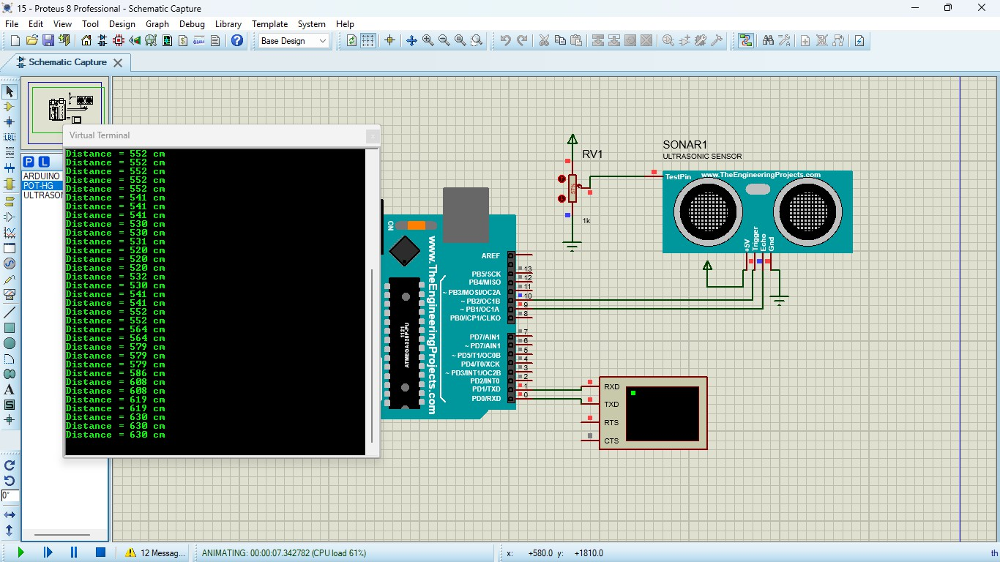 15 - Proteus 8 Professional - Schematic Capture
File Edit View Tool Design Graph Debug Library Template System Help
Base Design
Schematic Capture
LBL
P L
ARDUINO
POT-HG
ULTRASON
0°
Virtual Terminal
Distance = 552 cm
Distance = 552 cm
Distance = 552 cm
Distance = 552 cm
Distance = 552 cm
Distance = 541 cm
Distance = 541 cm
Distance = 541 cm
Distance = 530 cm
Distance = 530 cm
Distance = 531 cm
Distance = 520 cm
Distance = 520 cm
Distance = 520 cm
Distance = 532 cm
Distance = 530 cm
Distance = 541 cm
Distance = 541 cm
Distance = 552 cm
Distance = 552 cm
Distance = 564 cm
Distance = 564 cm
Distance = 579 cm
Distance = 579 cm
Distance = 579 cm
Distance = 586 cm
Distance = 608 cm
Distance = 608 cm
Distance = 619 cm
Distance = 619 cm
Distance = 630 cm
Distance = 630 cm
Distance = 630 cm
ON
www.TheEngineeringProjects.com
1121
ATMEGA328P-PU
AREF
PB5/SCK 13
PB4/MISO 12
~ PB3/MOSI/OC2A 11
~ PB2/OC1B 10
~ PB1/OC1A 9
PB0/ICP1/CLKO 8
PD7/AIN1 7
~ PD7/AIN1 6
~ PD5/T1/OC0B 5
PD4/T0/XCK 4
~ PD3/INT1/OC2B 3
PD2/INT0 2
PD1/TXD 1
PD0/RXD 0
RV1
57%
1k
SONAR1
ULTRASONIC SENSOR
TestPin
www.TheEngineeringProjects.com
+5V
Trigger
Echo
Gnd
RXD
TXD
RTS
CTS
12 Messag...
ANIMATING: 00:00:07.342782 (CPU load 61%)
x: +580.0 y: +1810.0
th